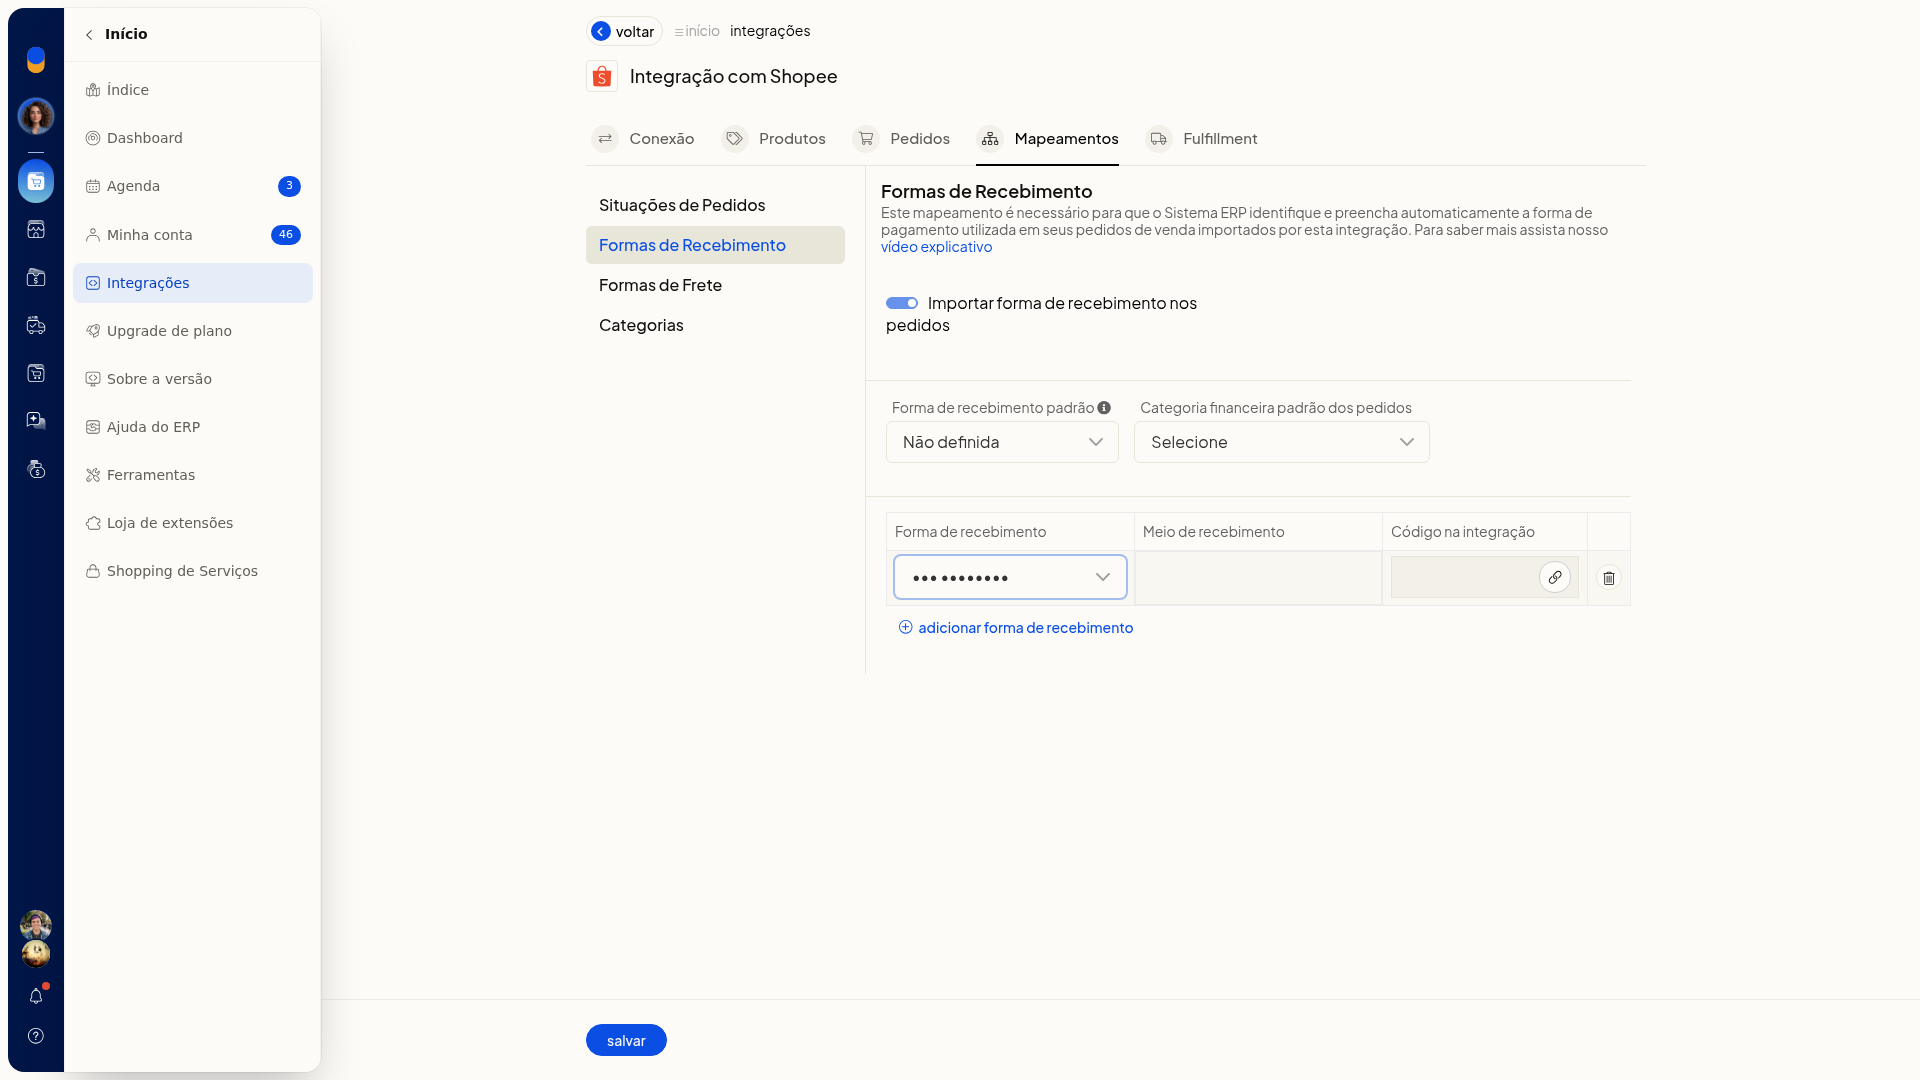 Início
Índice
Dashboard
Agenda
3
Minha conta
46
Integrações
Upgrade de plano
Sobre a versão
Ajuda do ERP
Ferramentas
Loja de extensões
Shopping de Serviços
voltar
início
integrações
Integração com Shopee
Conexão
Produtos
Pedidos
Mapeamentos
Fulfillment
Situações de Pedidos
Formas de Recebimento
Formas de Frete
Categorias
Formas de Recebimento
Este mapeamento é necessário para que o Sistema ERP identifique e preencha automaticamente a forma de
pagamento utilizada em seus pedidos de venda importados por esta integração. Para saber mais assista nosso
vídeo explicativo
Importar forma de recebimento nos
pedidos
Forma de recebimento padrão
Categoria financeira padrão dos pedidos
Não definida
Selecione
Forma de recebimento
Meio de recebimento
Código na integração
••• •••••••••
adicionar forma de recebimento
salvar